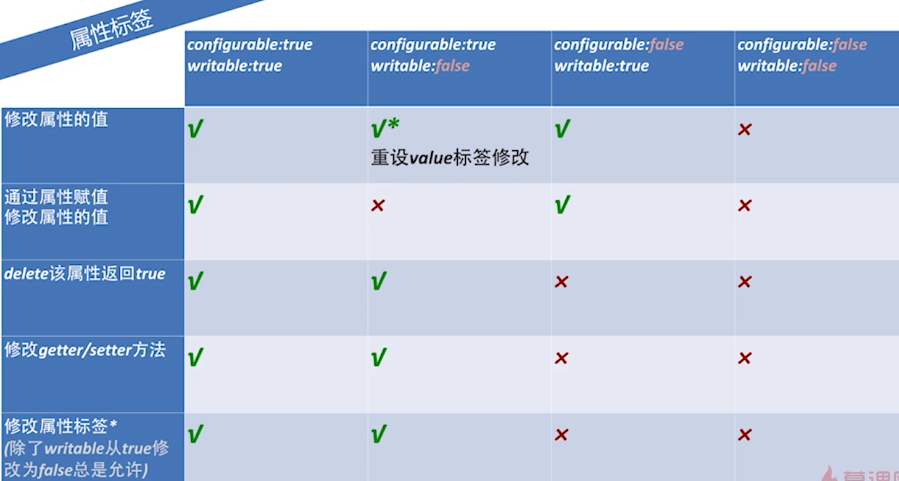 属性标签
configurable:true
writable:true
configurable:true
writable:false
configurable:false
writable:true
configurable:false
writable:false
修改属性的值
√
√*
重设value标签修改
√
×
通过属性赋值
修改属性的值
√
×
√
×
delete该属性返回true
√
√
×
×
修改getter/setter方法
√
√
×
×
修改属性标签*
(除了writable从true修
改为false总是允许)
√
√
×
×